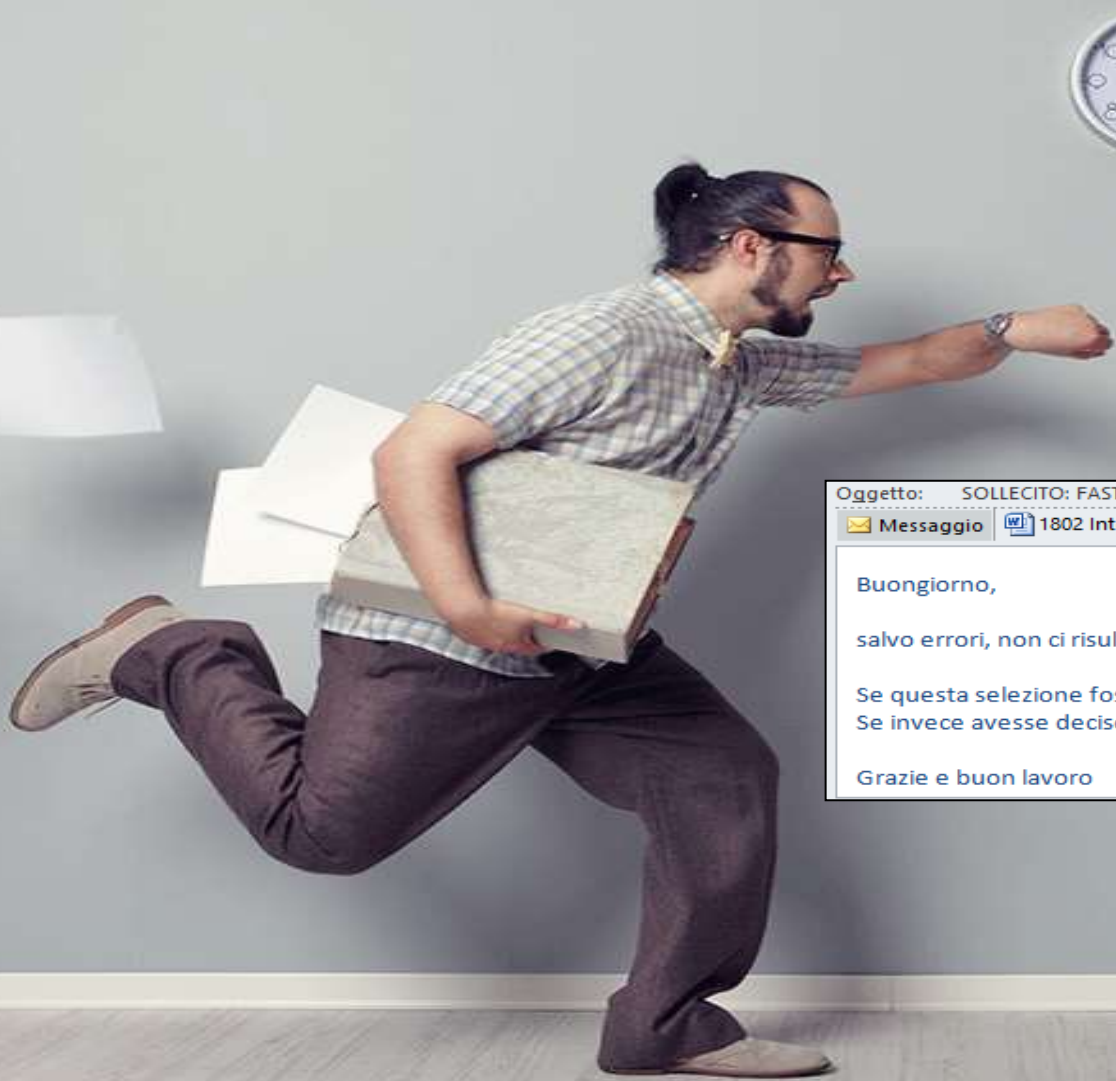 Oggetto: SOLLECITO: FAST
Messaggio 1802 Int
Buongiorno,
salvo errori, non ci risul
Se questa selezione fos
Se invece avesse decise
Grazie e buon lavoro